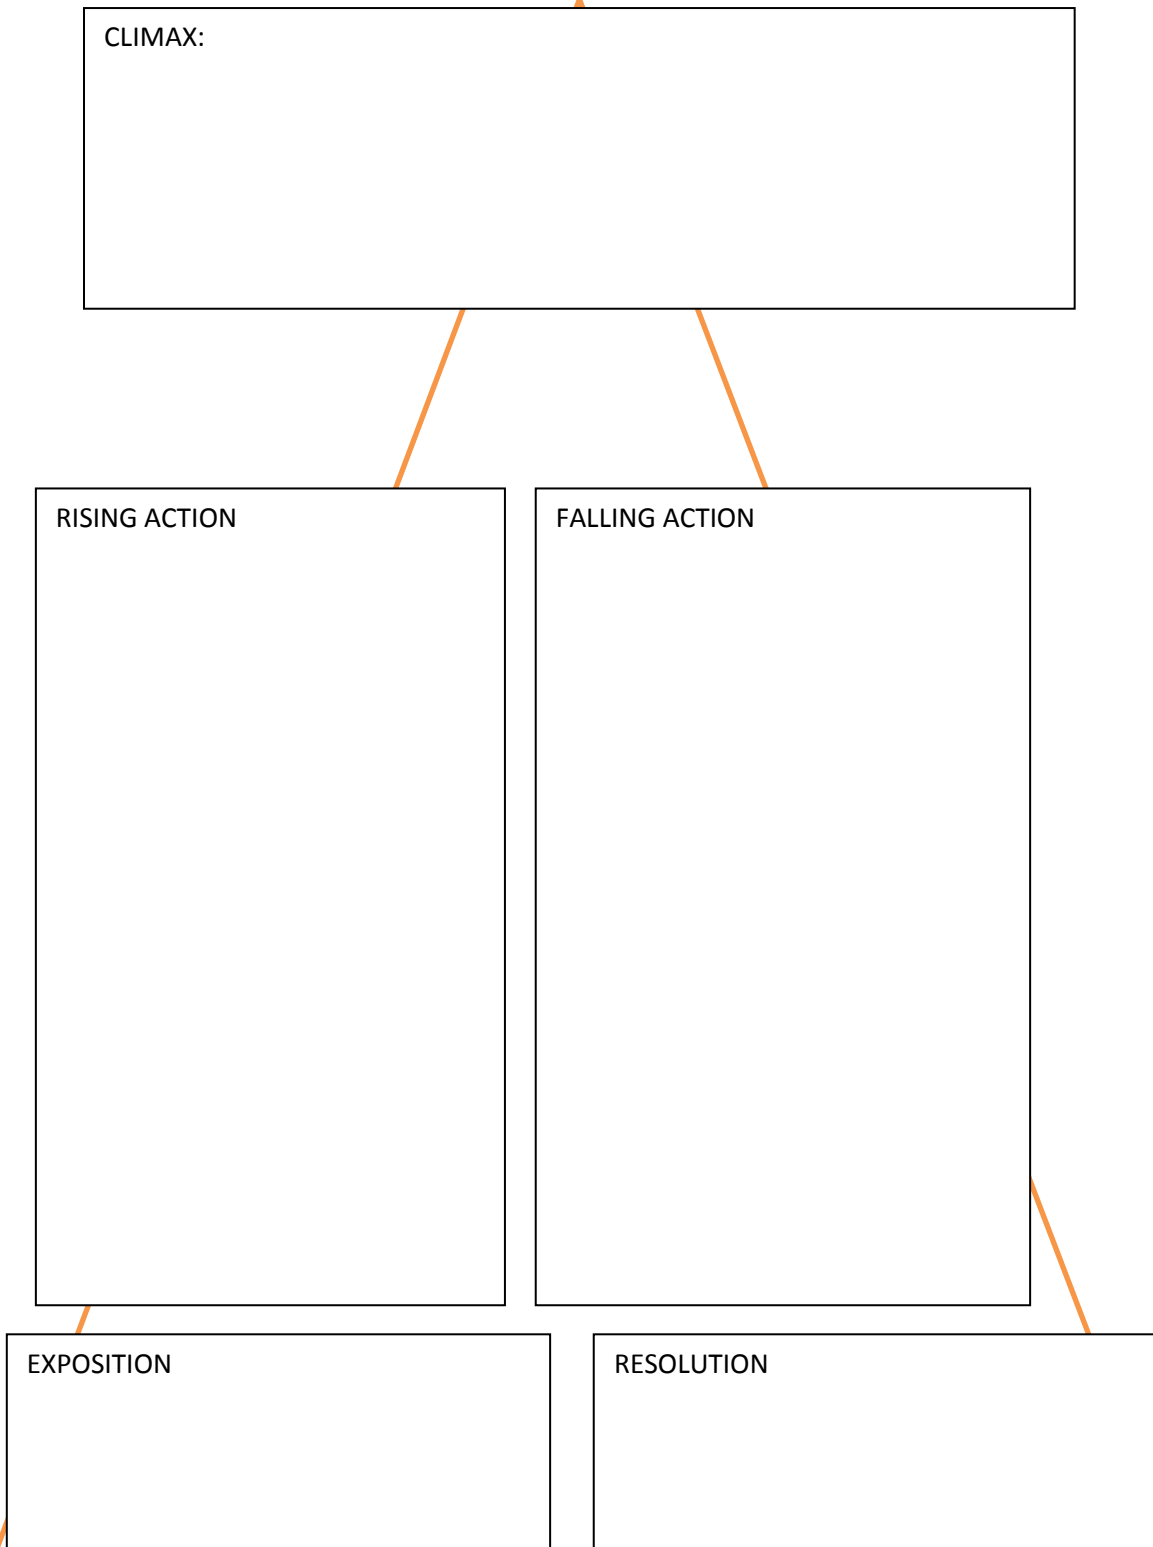 CLIMAX:
RISING ACTION
FALLING ACTION
EXPOSITION
RESOLUTION